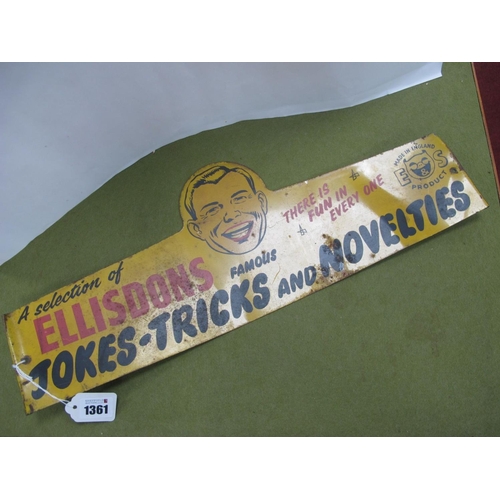 A selection of
ELLISDONS
FAMOUS
JOKES-TRICKS AND NOVELTIES
THERE IS
FUN IN
EVERY ONE
MADE IN ENGLAND
E S
PRODUCT
1361